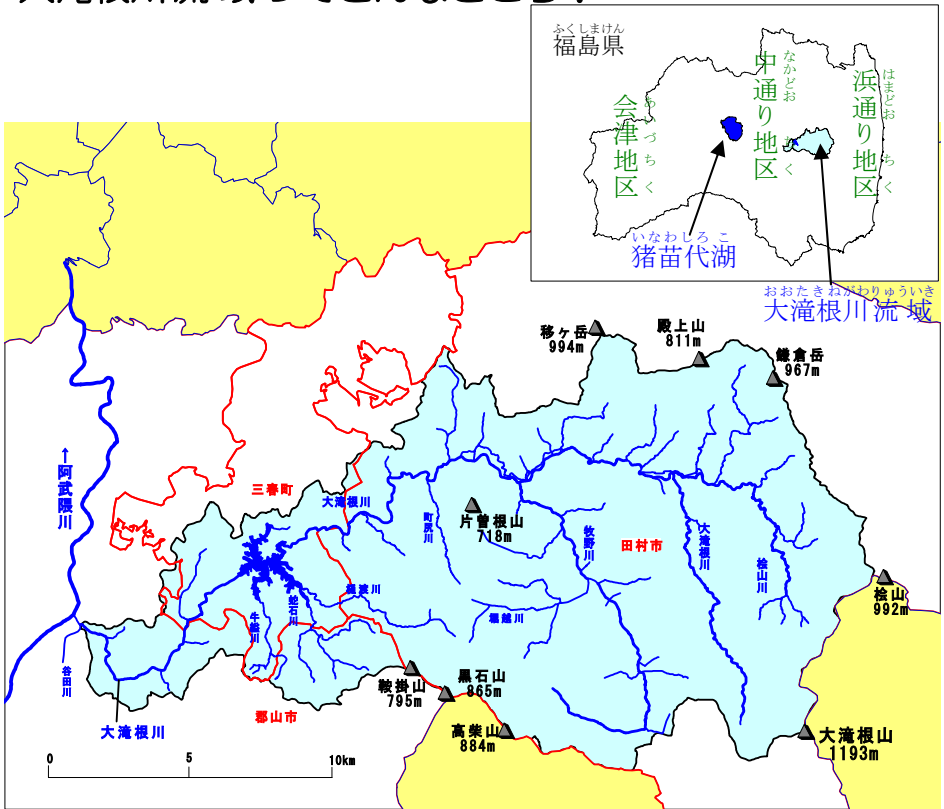 ふくしまけん
福島県
あいづちく
会津地区
なかどお ちく
中通り地区
はまどお ちく
浜通り地区
いなわしろこ
猪苗代湖
おおたきねがわりゅういき
大滝根川流域
移ヶ岳
994m
殿上山
811m
鎌倉岳
967m
↑阿武隈川
三春町
大滝根川
町尻川
片曽根山
718m
牧野川
田村市
大滝根川
桧山川
桧山
992m
蛇石川
牛縊川
堀越川
谷田川
大滝根川
郡山市
鞍掛山
795m
黒石山
865m
高柴山
884m
大滝根山
1193m
0 5 10km